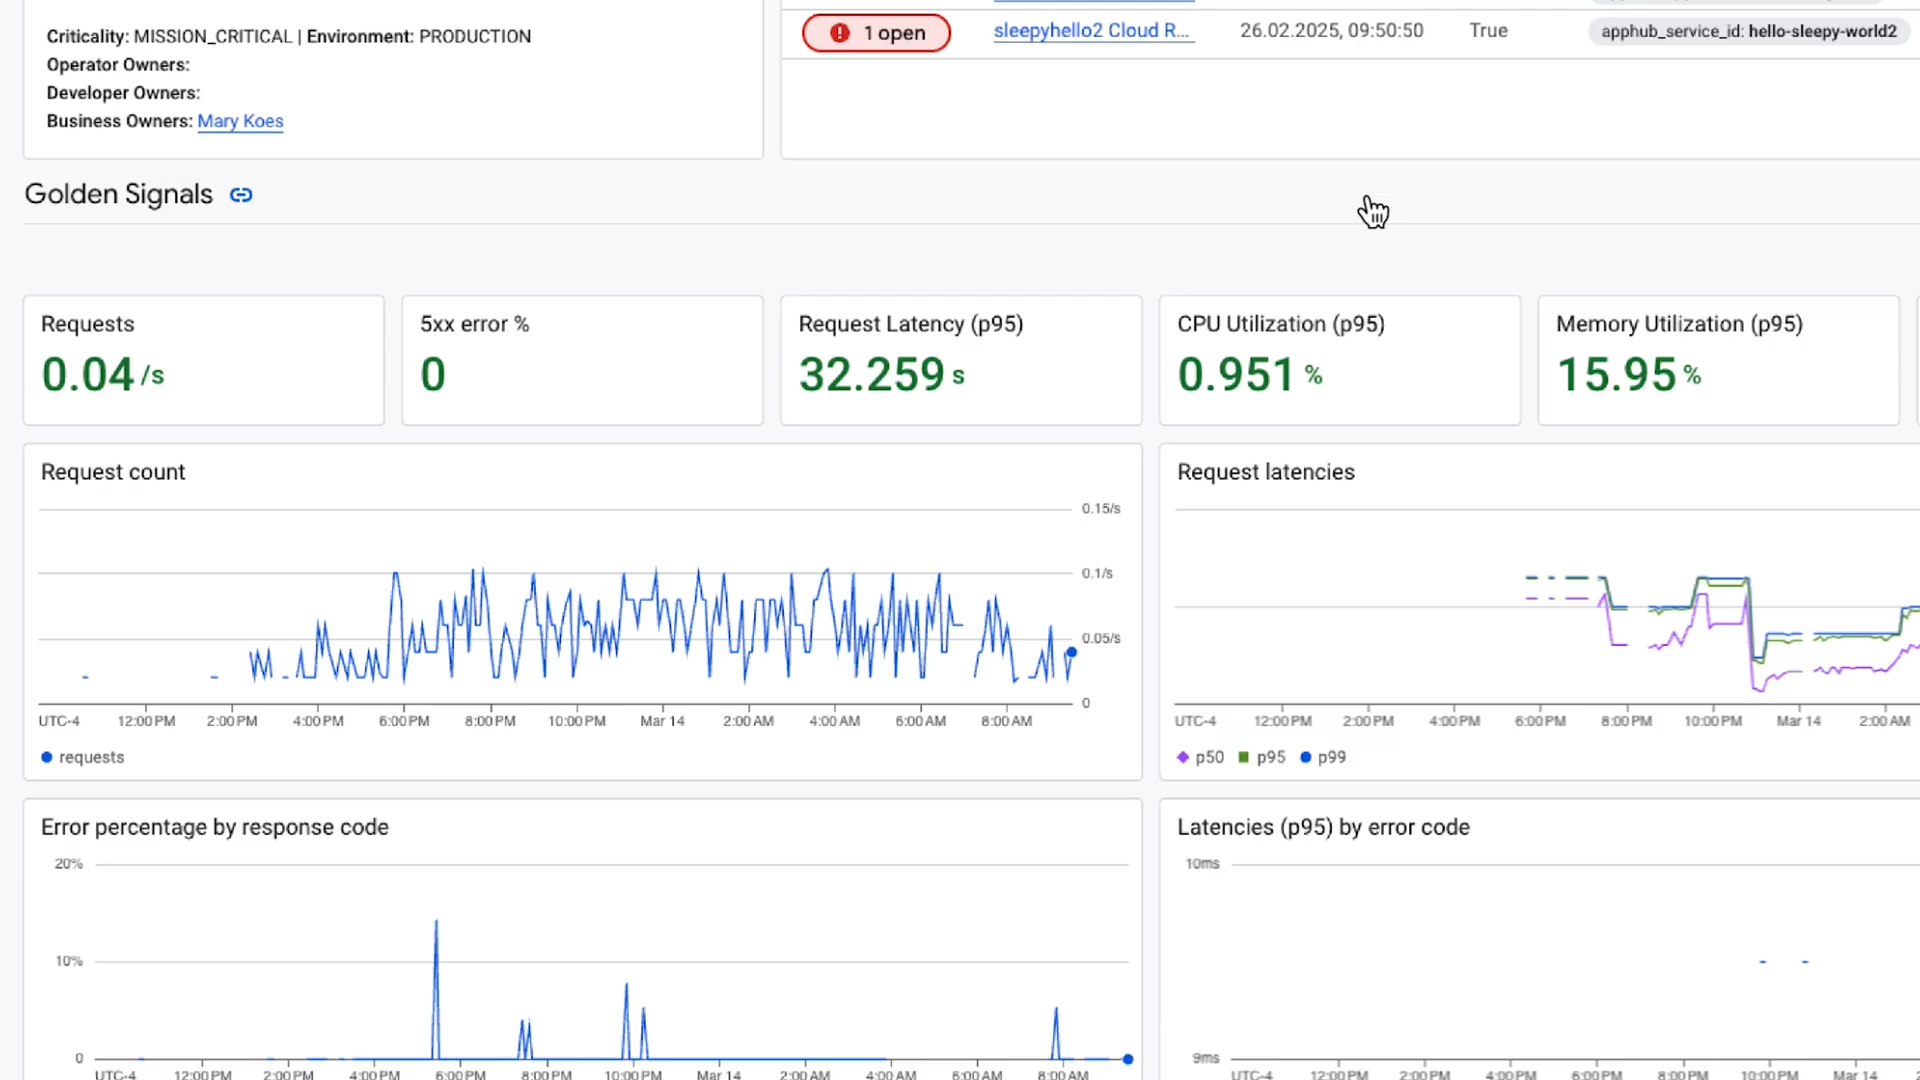 Criticality: MISSION_CRITICAL | Environment: PRODUCTION
Operator Owners:
Developer Owners:
Business Owners: Mary Koes
1 open sleepyhello2 Cloud R... 26.02.2025, 09:50:50 True apphub_service_id: hello-sleepy-world2
Golden Signals
Requests
0.04 /s
5xx error %
0
Request Latency (p95)
32.259 s
CPU Utilization (p95)
0.951 %
Memory Utilization (p95)
15.95 %
Request count
0.15/s
0.1/s
0.05/s
0
UTC-4 12:00 PM 2:00 PM 4:00 PM 6:00 PM 8:00 PM 10:00 PM Mar 14 2:00 AM 4:00 AM 6:00 AM 8:00 AM
requests
Request latencies
UTC-4 12:00 PM 2:00 PM 4:00 PM 6:00 PM 8:00 PM 10:00 PM Mar 14 2:00 AM
p50 p95 p99
Error percentage by response code
20%
10%
0
UTC-4 12:00 PM 2:00 PM 4:00 PM 6:00 PM 8:00 PM 10:00 PM Mar 14 2:00 AM 4:00 AM 6:00 AM 8:00 AM
Latencies (p95) by error code
10ms
9ms
UTC-4 12:00 PM 2:00 PM 4:00 PM 6:00 PM 8:00 PM 10:00 PM Mar 14